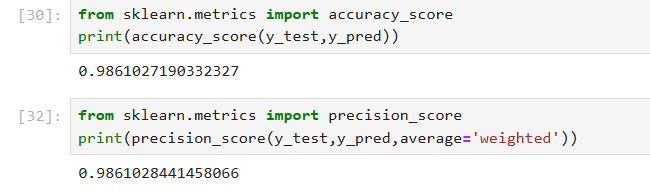 [30]: from sklearn.metrics import accuracy_score
print(accuracy_score(y_test,y_pred))
0.9861027190332327
[32]: from sklearn.metrics import precision_score
print(precision_score(y_test,y_pred,average='weighted'))
0.9861028441458066